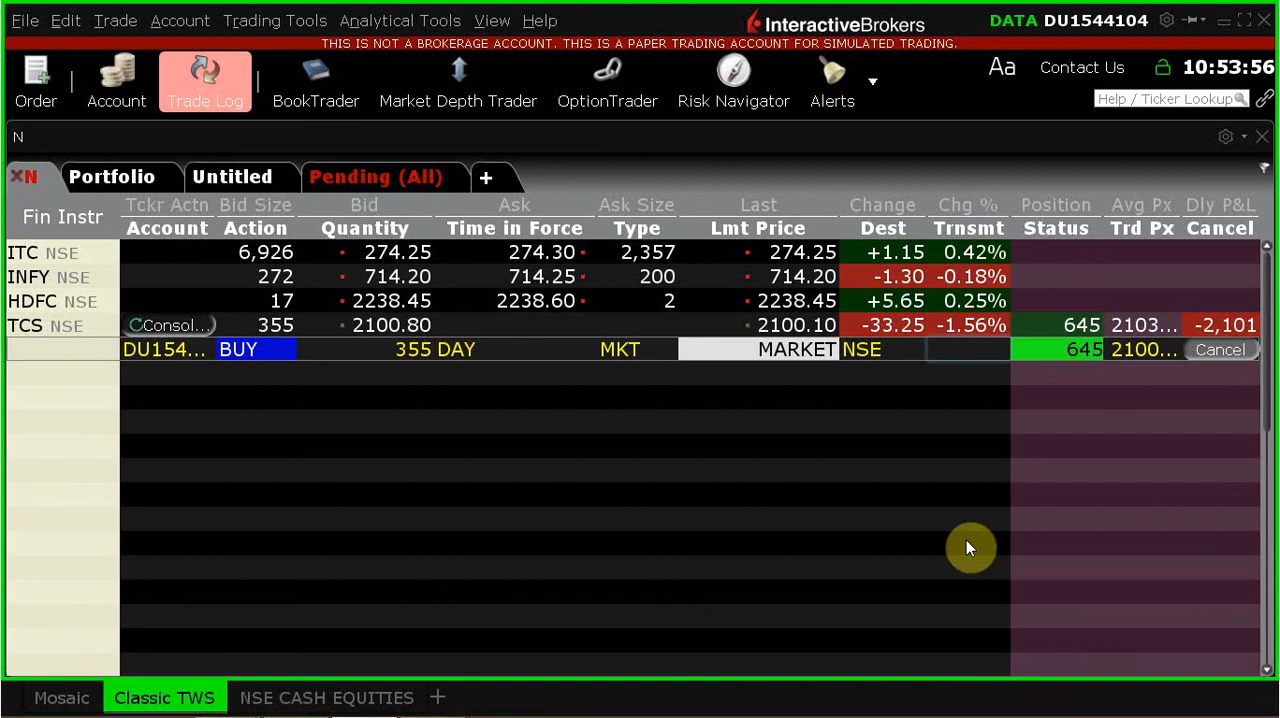 File Edit Trade Account Trading Tools Analytical Tools View Help InteractiveBrokers DATA DU1544104
THIS IS NOT A BROKERAGE ACCOUNT. THIS IS A PAPER TRADING ACCOUNT FOR SIMULATED TRADING.
Order Account Trade Log BookTrader Market Depth Trader OptionTrader Risk Navigator Alerts Aa Contact Us 10:53:56
Help / Ticker Lookup
N
N Portfolio Untitled Pending (All) +
Fin Instr Tckr Actn Bid Size Bid Ask Ask Size Last Change Chg % Position Avg Px Dly P&L
Account Action Quantity Time in Force Type Lmt Price Dest Trnsmt Status Trd Px Cancel
ITC NSE 6,926 274.25 274.30 2,357 274.25 +1.15 0.42%
INFY NSE 272 714.20 714.25 200 714.20 -1.30 -0.18%
HDFC NSE 17 2238.45 2238.60 2 2238.45 +5.65 0.25%
TCS NSE Consol... 355 2100.80 2100.10 -33.25 -1.56% 645 2103... -2,101
DU154... BUY 355 DAY MKT MARKET NSE 645 2100... Cancel
Mosaic Classic TWS NSE CASH EQUITIES +